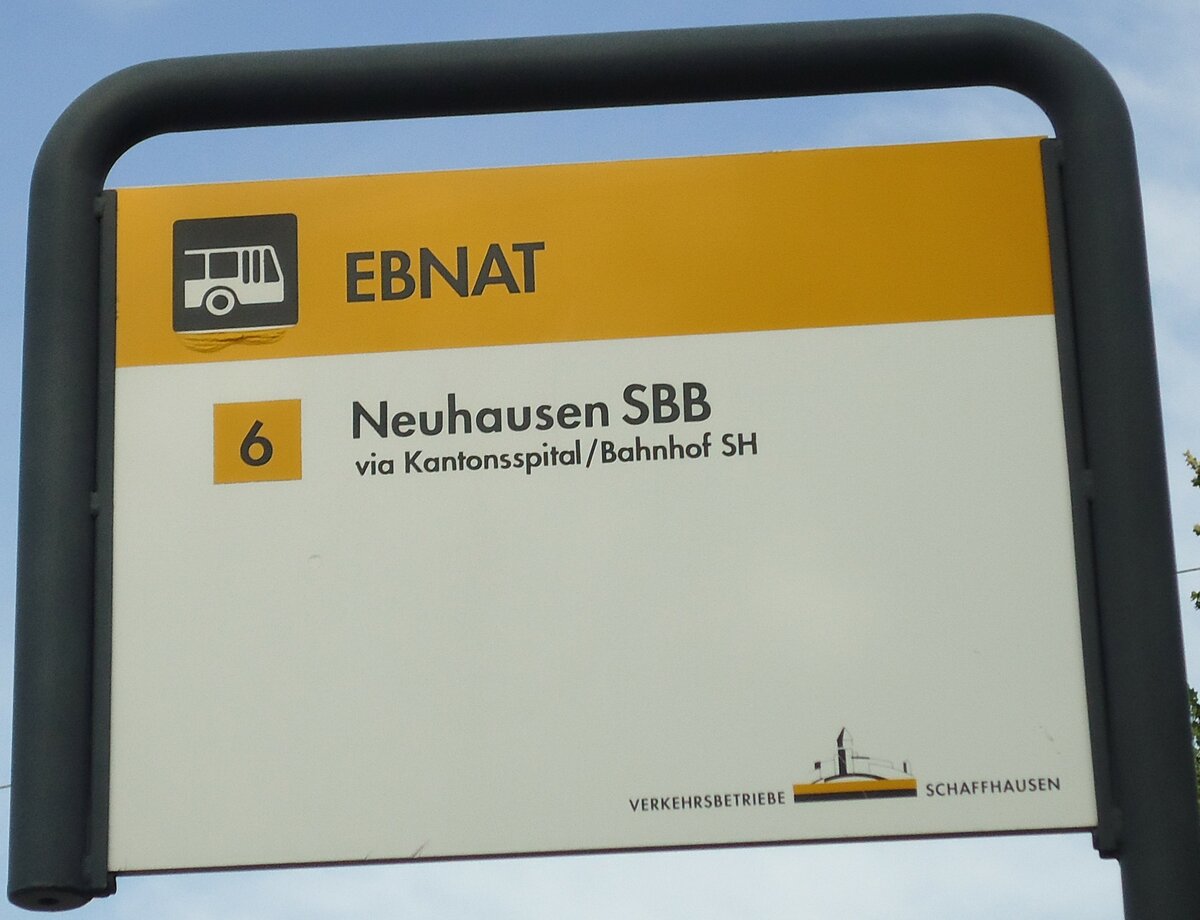 EBNAT
6 Neuhausen SBB
via Kantonsspital/Bahnhof SH
VERKEHRSBETRIEBE SCHAFFHAUSEN